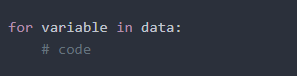 for variable in data:
    # code